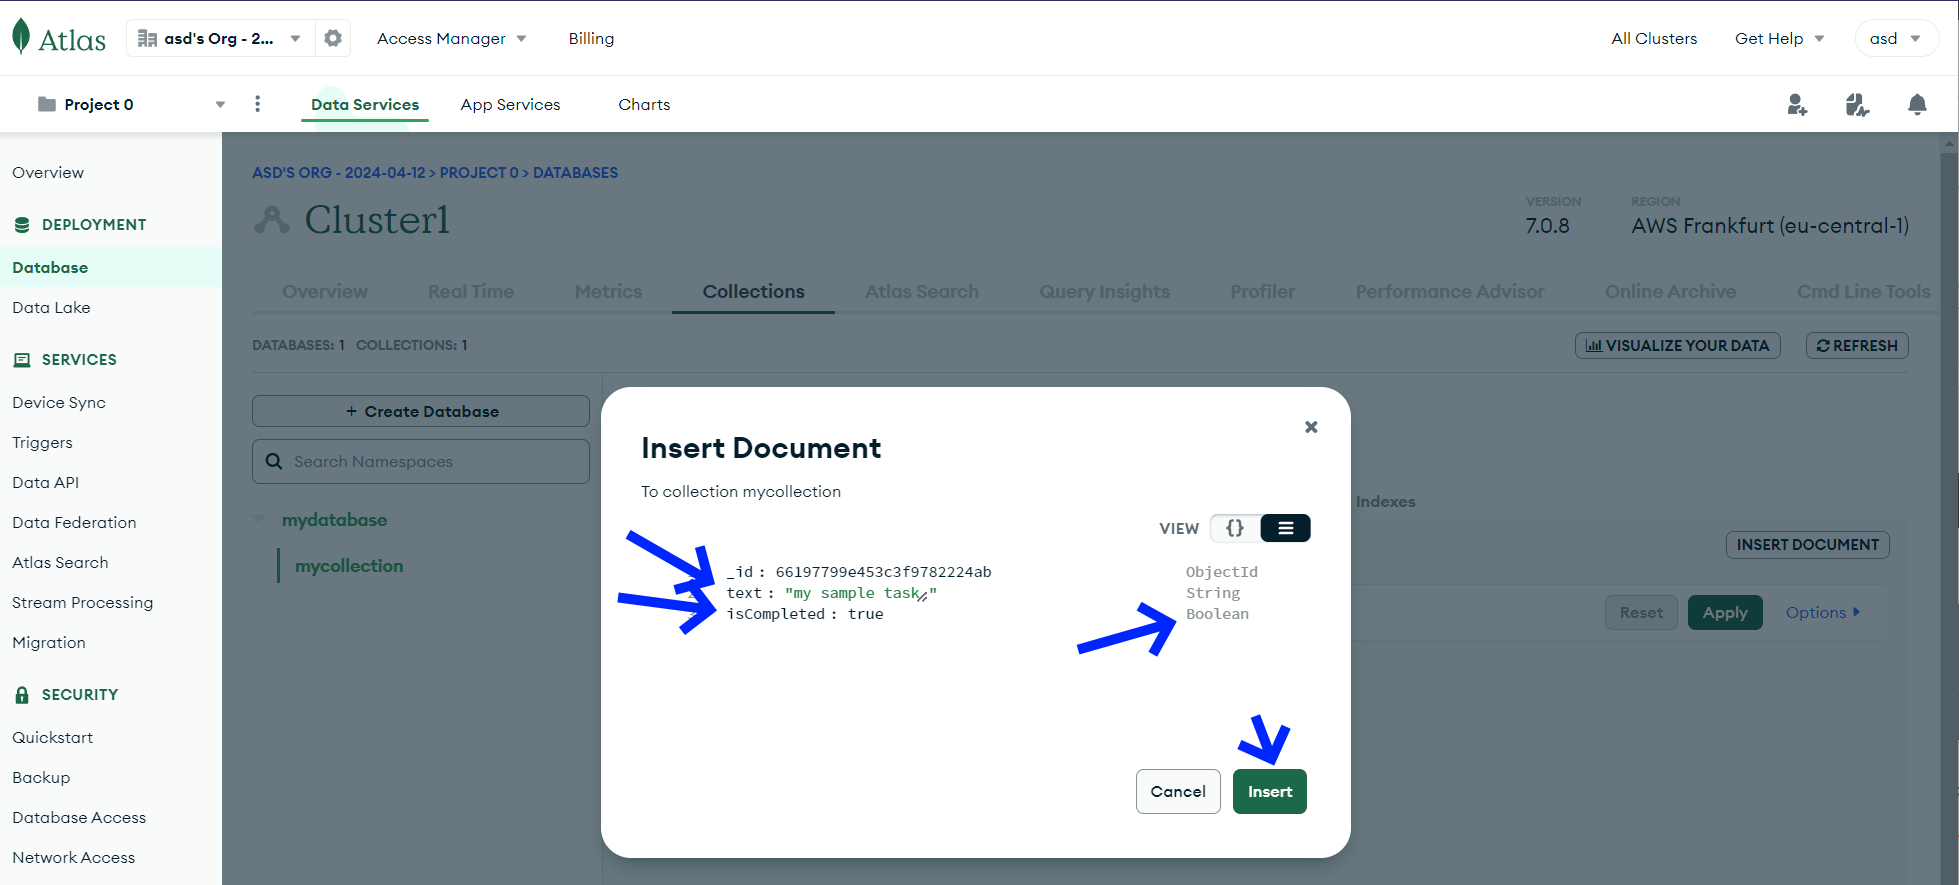 Atlas
asd's Org - 2...
Access Manager
Billing
All Clusters
Get Help
asd
Project 0
Data Services
App Services
Charts
Overview
DEPLOYMENT
Database
Data Lake
SERVICES
Device Sync
Triggers
Data API
Data Federation
Atlas Search
Stream Processing
Migration
SECURITY
Quickstart
Backup
Database Access
Network Access
ASD'S ORG - 2024-04-12 > PROJECT 0 > DATABASES
Cluster1
VERSION
7.0.8
REGION
AWS Frankfurt (eu-central-1)
Overview
Real Time
Metrics
Collections
Atlas Search
Query Insights
Profiler
Performance Advisor
Online Archive
Cmd Line Tools
DATABASES: 1 COLLECTIONS: 1
VISUALIZE YOUR DATA
REFRESH
+ Create Database
Search Namespaces
mydatabase
mycollection
Indexes
INSERT DOCUMENT
Reset
Apply
Options
Insert Document
To collection mycollection
VIEW {}
_id : 66197799e453c3f9782224ab ObjectId
text : "my sample task," String
isCompleted : true Boolean
Cancel
Insert